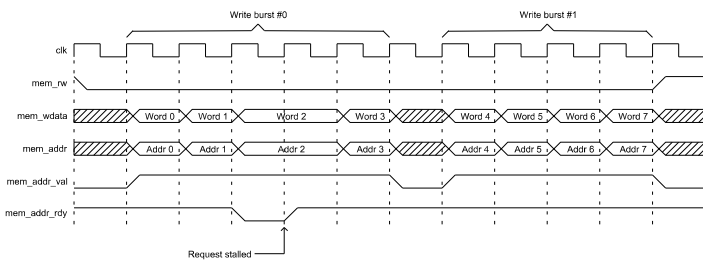 Write burst #0 Write burst #1
clk
mem_rw
mem_wdata Word 0 Word 1 Word 2 Word 3 Word 4 Word 5 Word 6 Word 7
mem_addr Addr 0 Addr 1 Addr 2 Addr 3 Addr 4 Addr 5 Addr 6 Addr 7
mem_addr_val
mem_addr_rdy
Request stalled